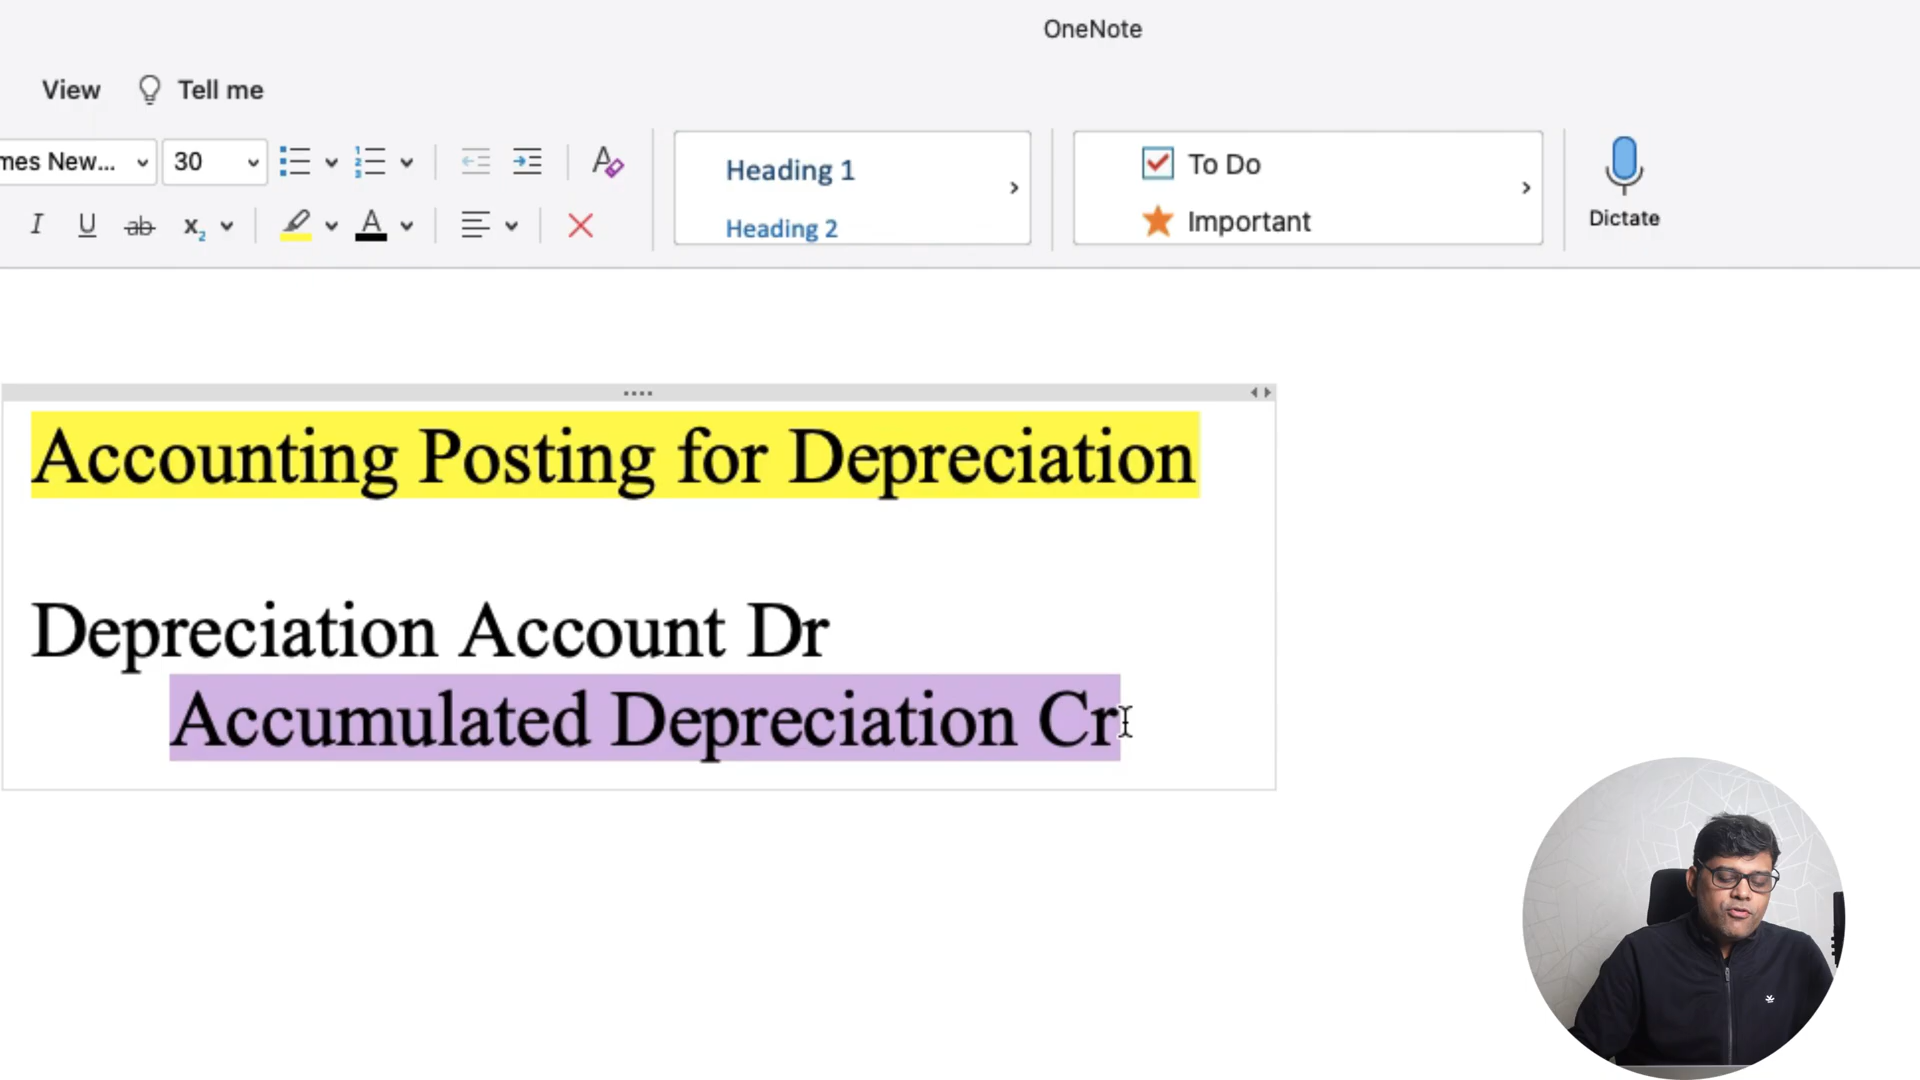 OneNote
View Tell me
mes New... 30
Heading 1
Heading 2
To Do
Important
Dictate
Accounting Posting for Depreciation
Depreciation Account Dr
Accumulated Depreciation Cr